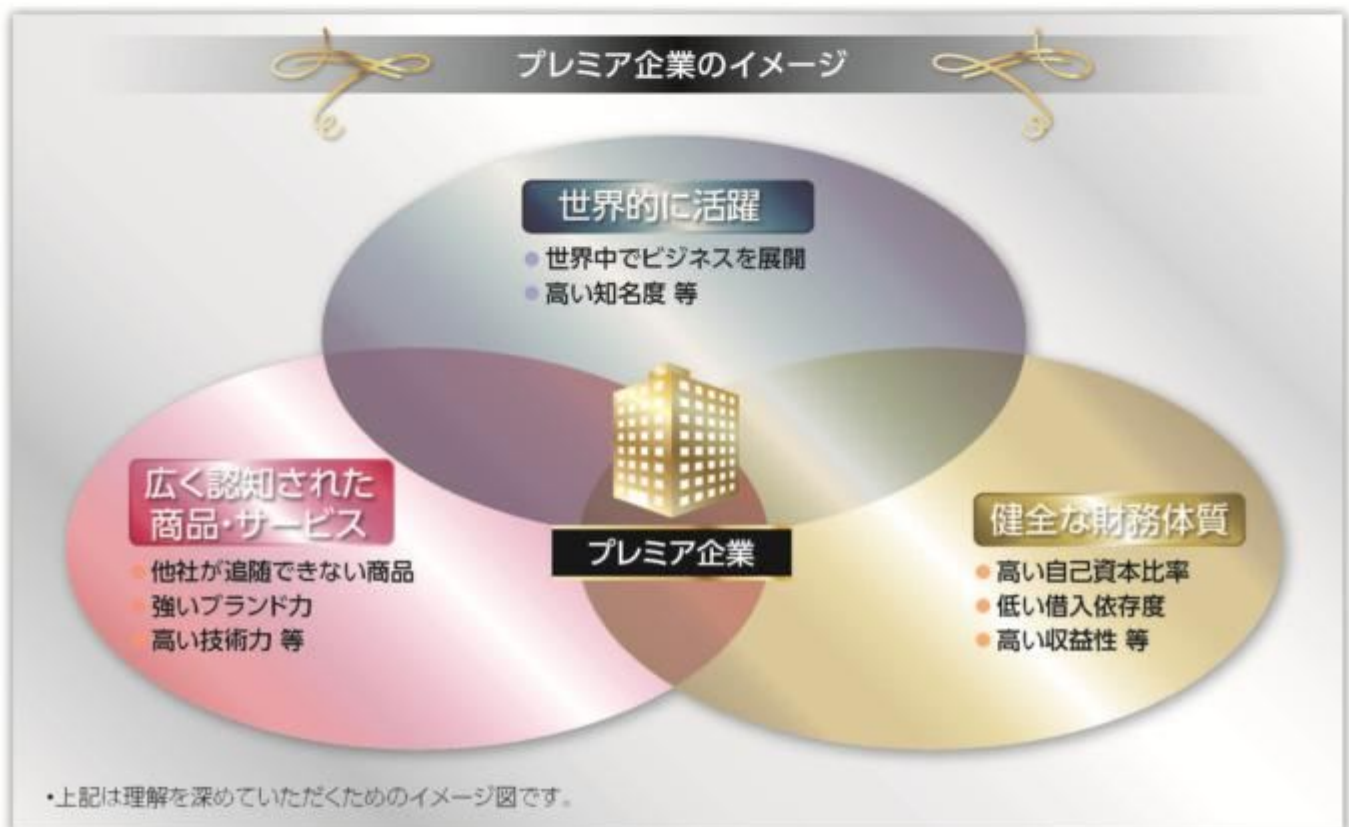 プレミア企業のイメージ
世界的に活躍
● 世界中でビジネスを展開
● 高い知名度 等
広く認知された
商品・サービス
● 他社が追随できない商品
● 強いブランド力
● 高い技術力 等
プレミア企業
健全な財務体質
● 高い自己資本比率
● 低い借入依存度
● 高い収益性 等
・上記は理解を深めていただくためのイメージ図です。